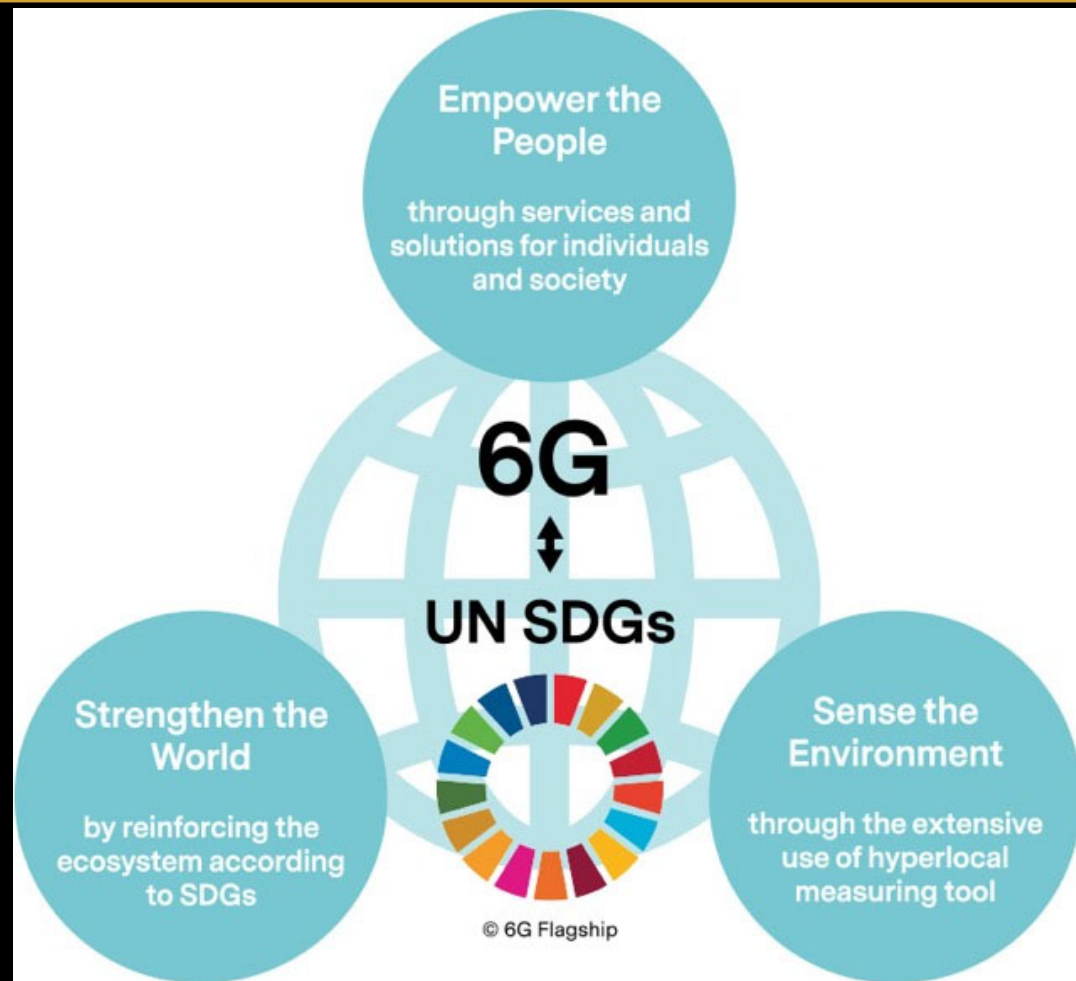 Empower the
People
through services and
solutions for individuals
and society
6G
UN SDGs
Strengthen the
World
by reinforcing the
ecosystem according
to SDGs
Sense the
Environment
through the extensive
use of hyperlocal
measuring tool
© 6G Flagship